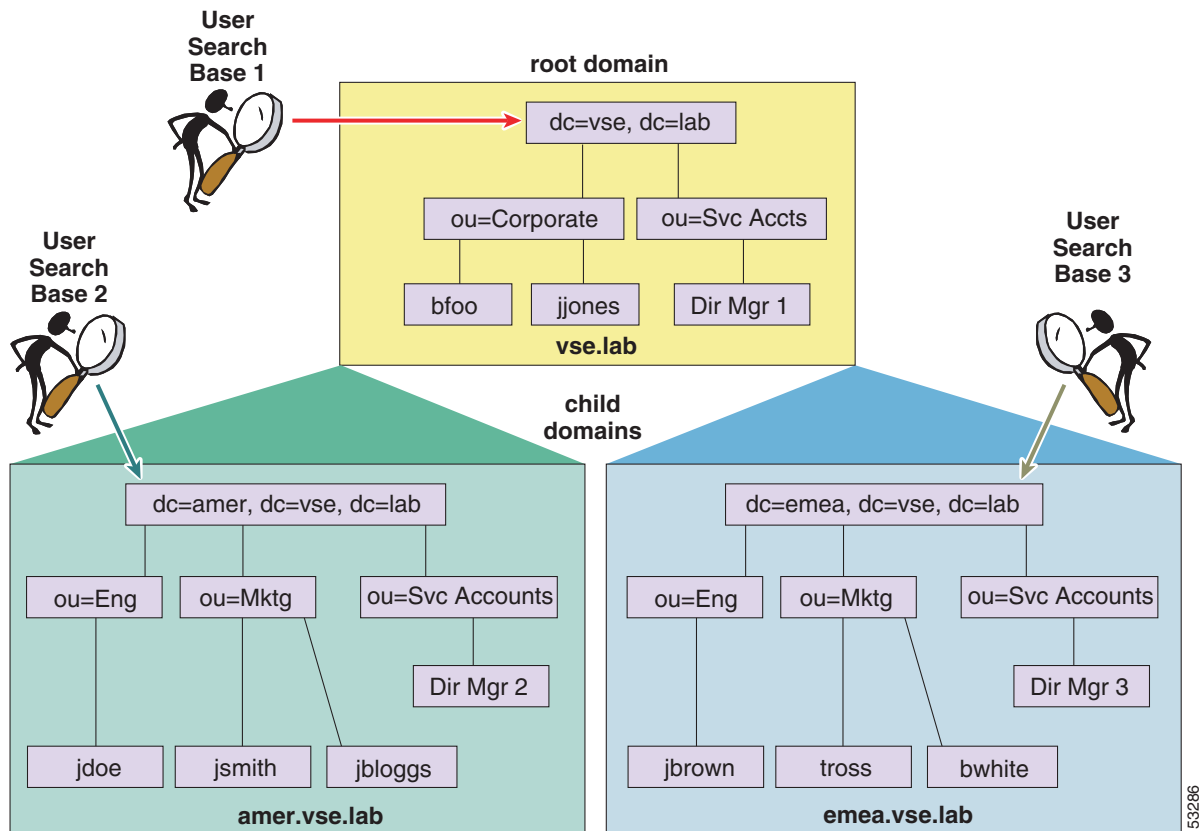 User
Search
Base 1
root domain
dc=vse, dc=lab
ou=Corporate
ou=Svc Accts
bfoo
jjones
Dir Mgr 1
vse.lab
User
Search
Base 2
User
Search
Base 3
child
domains
dc=amer, dc=vse, dc=lab
ou=Eng
ou=Mktg
ou=Svc Accounts
Dir Mgr 2
jdoe
jsmith
jbloggs
amer.vse.lab
dc=emea, dc=vse, dc=lab
ou=Eng
ou=Mktg
ou=Svc Accounts
Dir Mgr 3
jbrown
tross
bwhite
emea.vse.lab
53286